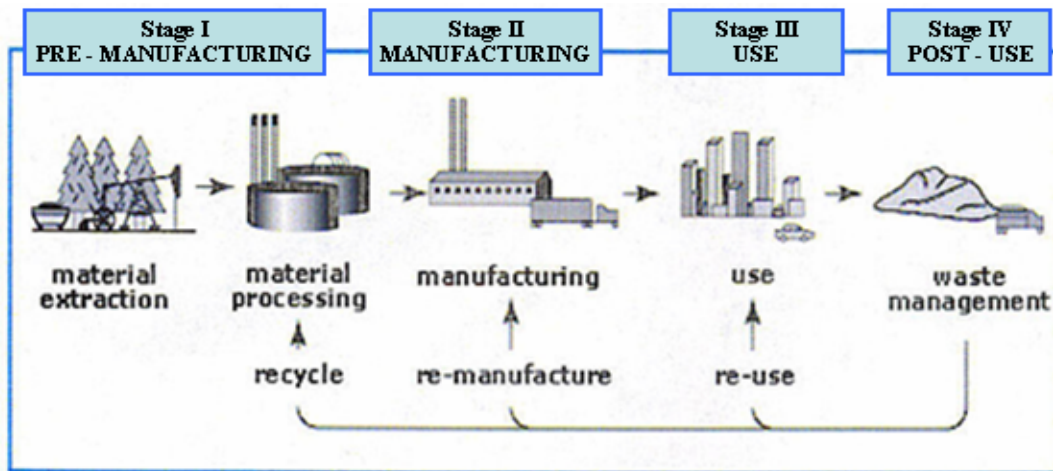 Stage I
PRE - MANUFACTURING
Stage II
MANUFACTURING
Stage III
USE
Stage IV
POST - USE
material
extraction
material
processing
manufacturing
use
waste
management
recycle
re-manufacture
re-use